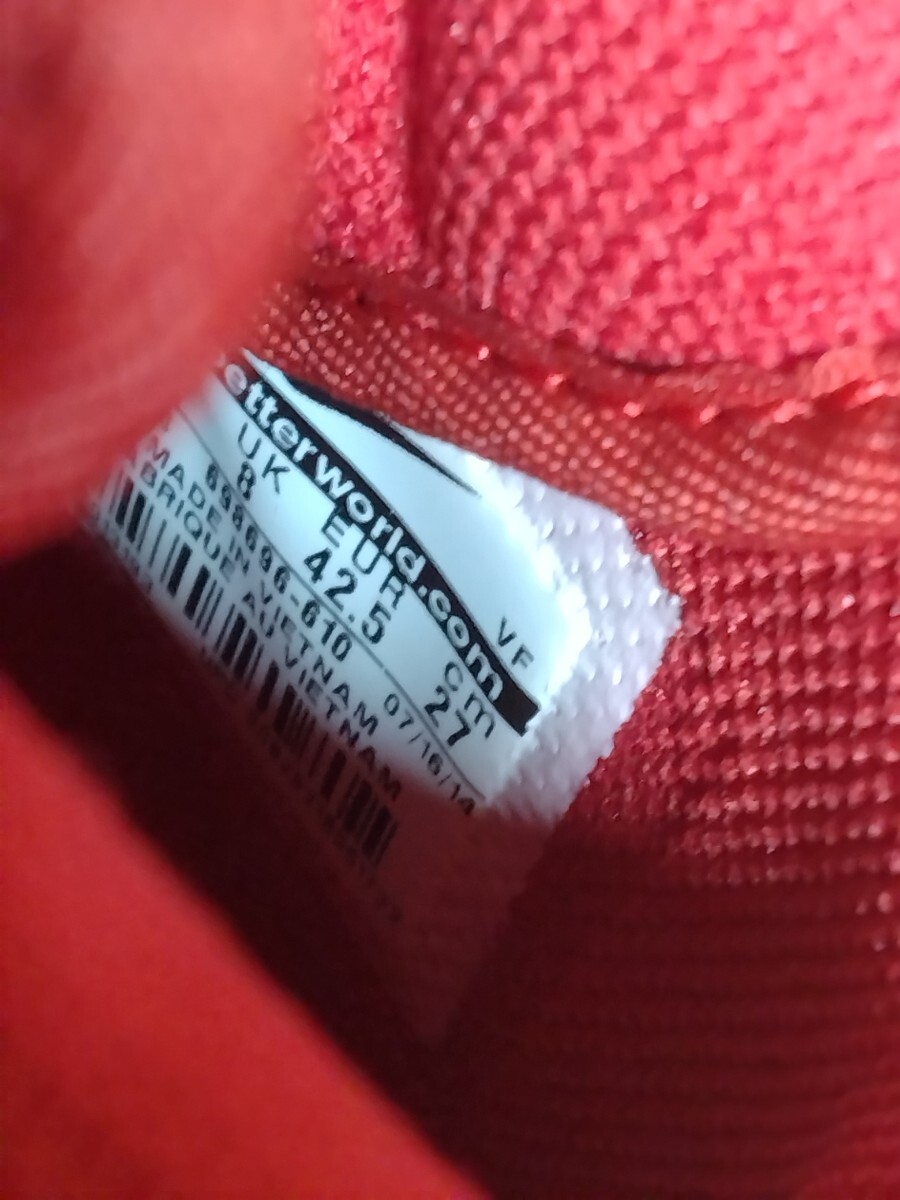 etterworld.com
VF
UK EUR cm
8 42.5 27
698696-610 07/16/14
MADE IN VIETNAM
BRIQUE AU VIETNAM